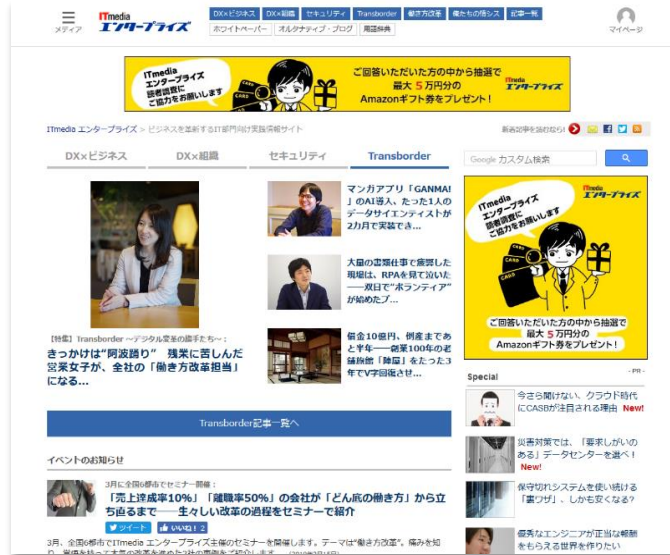 メディア
ITmedia
エンタープライズ
DX×ビジネス
DX×組織
セキュリティ
Transborder
働き方改革
俺たちの情シス
記事一覧
ホワイトペーパー
オルタナティブ・ブログ
用語辞典
マイページ
ITmedia
エンタープライズ
読者調査に
ご協力をお願いします
CARD
ご回答いただいた方の中から抽選で
最大 5 万円分の
Amazonギフト券をプレゼント!
ITmedia
エンタープライズ
ITmedia エンタープライズ > ビジネスを革新するIT部門向け実践情報サイト
新着記事を読むなら!
DX×ビジネス
DX×組織
セキュリティ
Transborder
Google カスタム検索
マンガアプリ「GANMA!
」のAI導入、たった1人の
データサイエンティストが
2カ月で実装でき...
大量の書類仕事で疲弊した
現場は、RPAを見て泣いた
――双日で“ボランティア”
が始めたプ...
借金10億円、倒産まであ
と半年――創業100年の老
舗旅館「陣屋」をたった3
年でV字回復させ...
【特集】Transborder ~デジタル変革の旗手たち~:
きっかけは“阿波踊り” 残業に苦しんだ
営業女子が、全社の「働き方改革担当」
になる...
ITmedia
エンタープライズ
読者調査に
ご協力をお願いします
ITmedia
エンタープライズ
CARD
CARD
ご回答いただいた方の中から抽選で
最大 5 万円分の
Amazonギフト券をプレゼント!
Transborder記事一覧へ
Special
- PR -
今さら聞けない、クラウド時代
にCASBが注目される理由 New!
災害対策では、「要求しがいの
ある」データセンターを選べ!
New!
保守切れシステムを使い続ける
「裏ワザ」、しかも安くなる?
優秀なエンジニアが正当な報酬
をもらえる世界を作りたい
イベントのお知らせ
3月に全国6都市でセミナー開催:
「売上達成率10%」「離職率50%」の会社が「どん底の働き方」から立
ち直るまで――生々しい改革の過程をセミナーで紹介
ツイート
いいね! 2
3月、全国6都市でITmedia エンタープライズ主催のセミナーを開催します。テーマは“働き方改革”。痛みを知